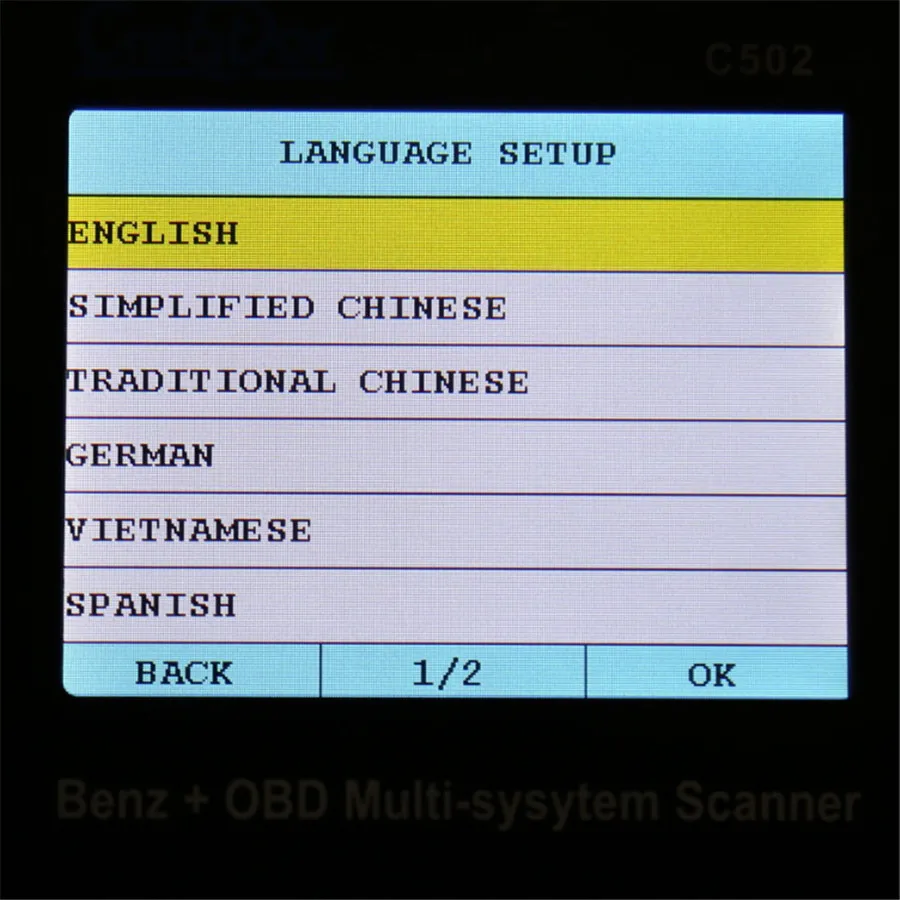 C502
LANGUAGE SETUP
ENGLISH
SIMPLIFIED CHINESE
TRADITIONAL CHINESE
GERMAN
VIETNAMESE
SPANISH
BACK 1/2 OK
Benz + OBD Multi-sysytem Scanner